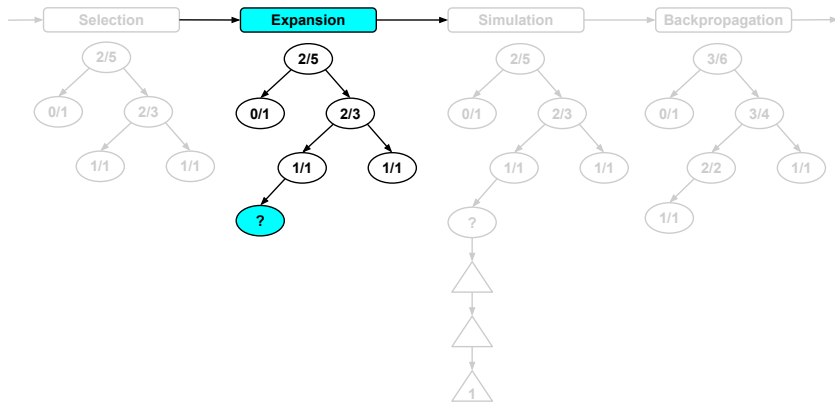 Selection Expansion Simulation Backpropagation
2/5 2/5 2/5 3/6
0/1 2/3 0/1 2/3 0/1 2/3 0/1 3/4
1/1 1/1 1/1 1/1 1/1 1/1 2/2 1/1
? ? 1/1
1